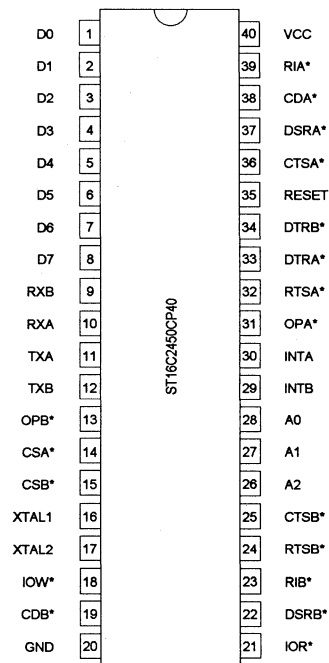 D0 1 40 VCC
D1 2 39 RIA*
D2 3 38 CDA*
D3 4 37 DSRA*
D4 5 36 CTSA*
D5 6 35 RESET
D6 7 34 DTRB*
D7 8 33 DTRA*
RXB 9 32 RTSA*
RXA 10 31 OPA*
TXA 11 30 INTA
TXB 12 29 INTB
OPB* 13 28 A0
CSA* 14 27 A1
CSB* 15 26 A2
XTAL1 16 25 CTSB*
XTAL2 17 24 RTSB*
IOW* 18 23 RIB*
CDB* 19 22 DSRB*
GND 20 21 IOR*
ST16C2450CP40